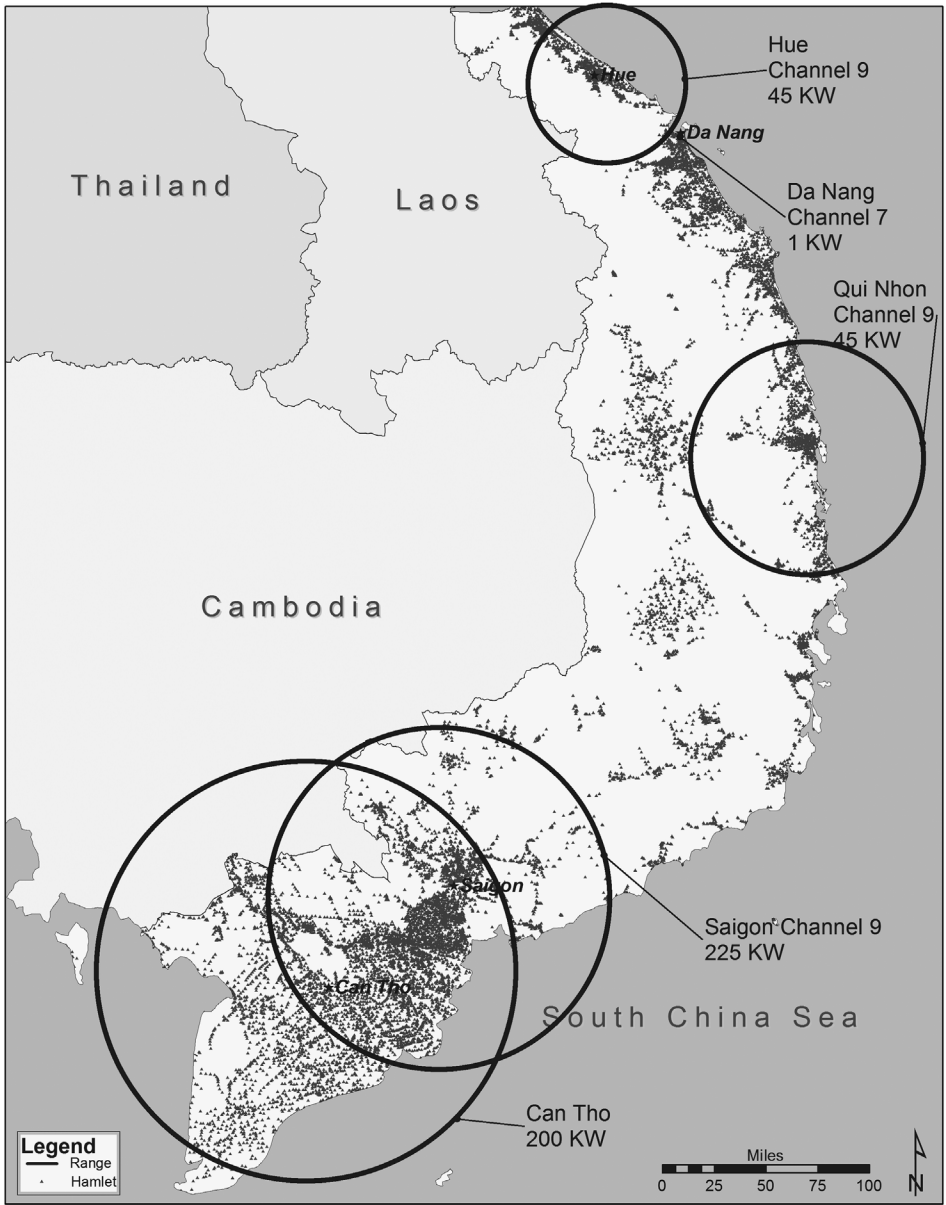 Hue
Channel 9
45 KW
Hue
Da Nang
Thailand
Laos
Da Nang
Channel 7
1 KW
Qui Nhon
Channel 9
45 KW
Cambodia
Saigon
Saigon Channel 9
225 KW
Can Tho
South China Sea
Can Tho
200 KW
Legend
Range
Hamlet
Miles
0 25 50 75 100
N